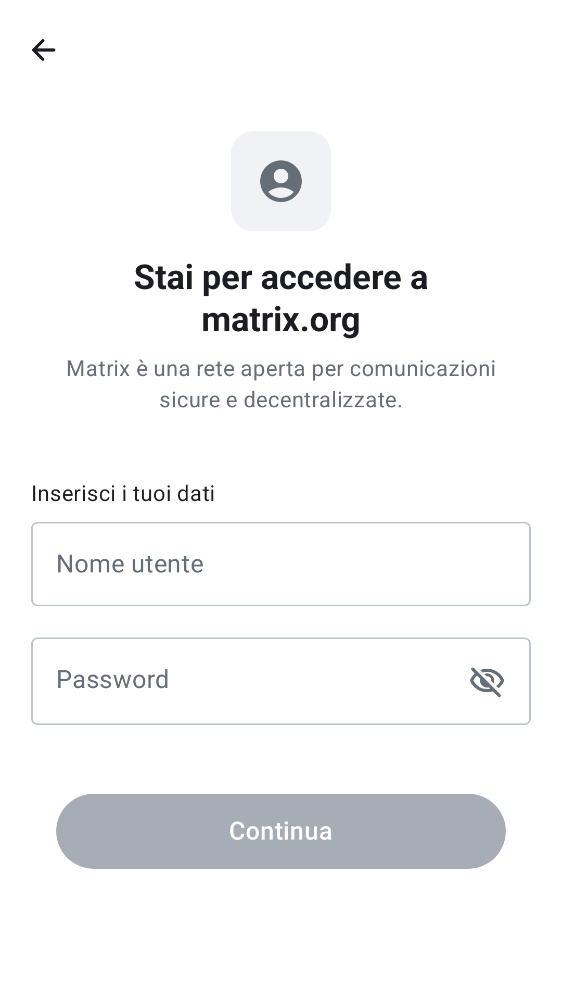 Stai per accedere a
matrix.org
Matrix è una rete aperta per comunicazioni
sicure e decentralizzate.
Inserisci i tuoi dati
Nome utente
Password
Continua